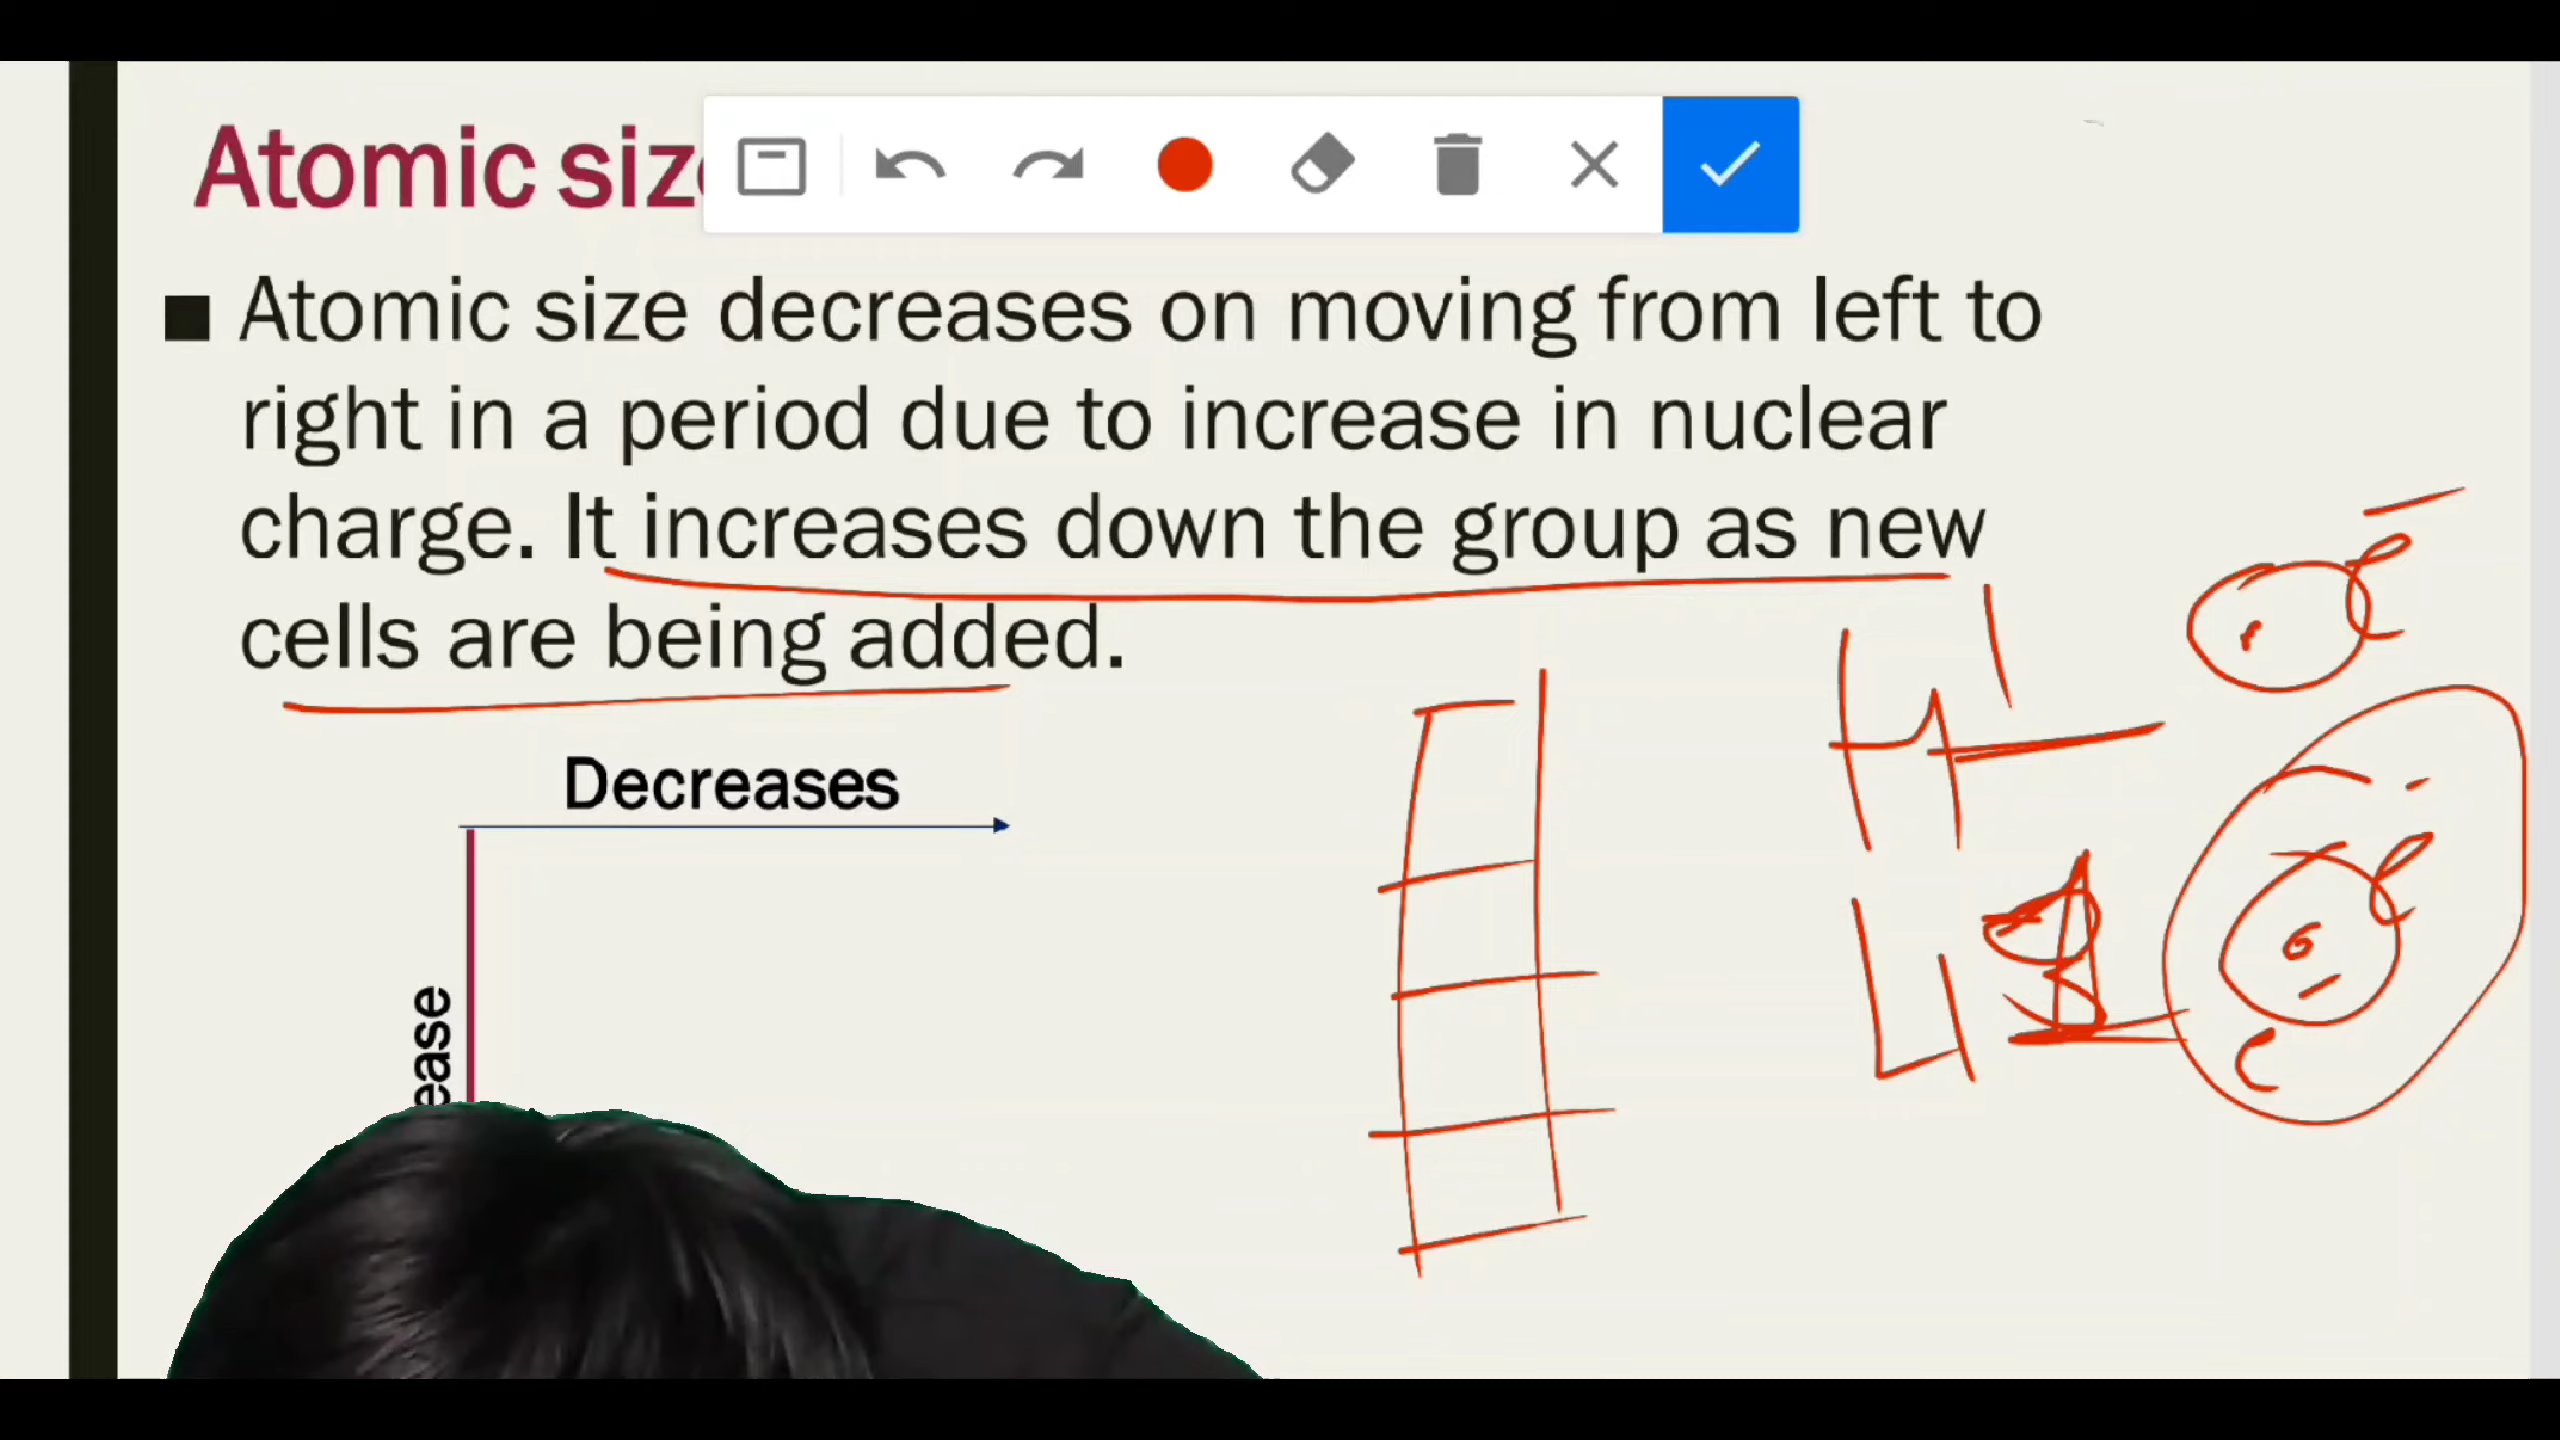 Atomic siz
Atomic size decreases on moving from left to
right in a period due to increase in nuclear
charge. It increases down the group as new
cells are being added.
Decreases
ease
H 1
e
e